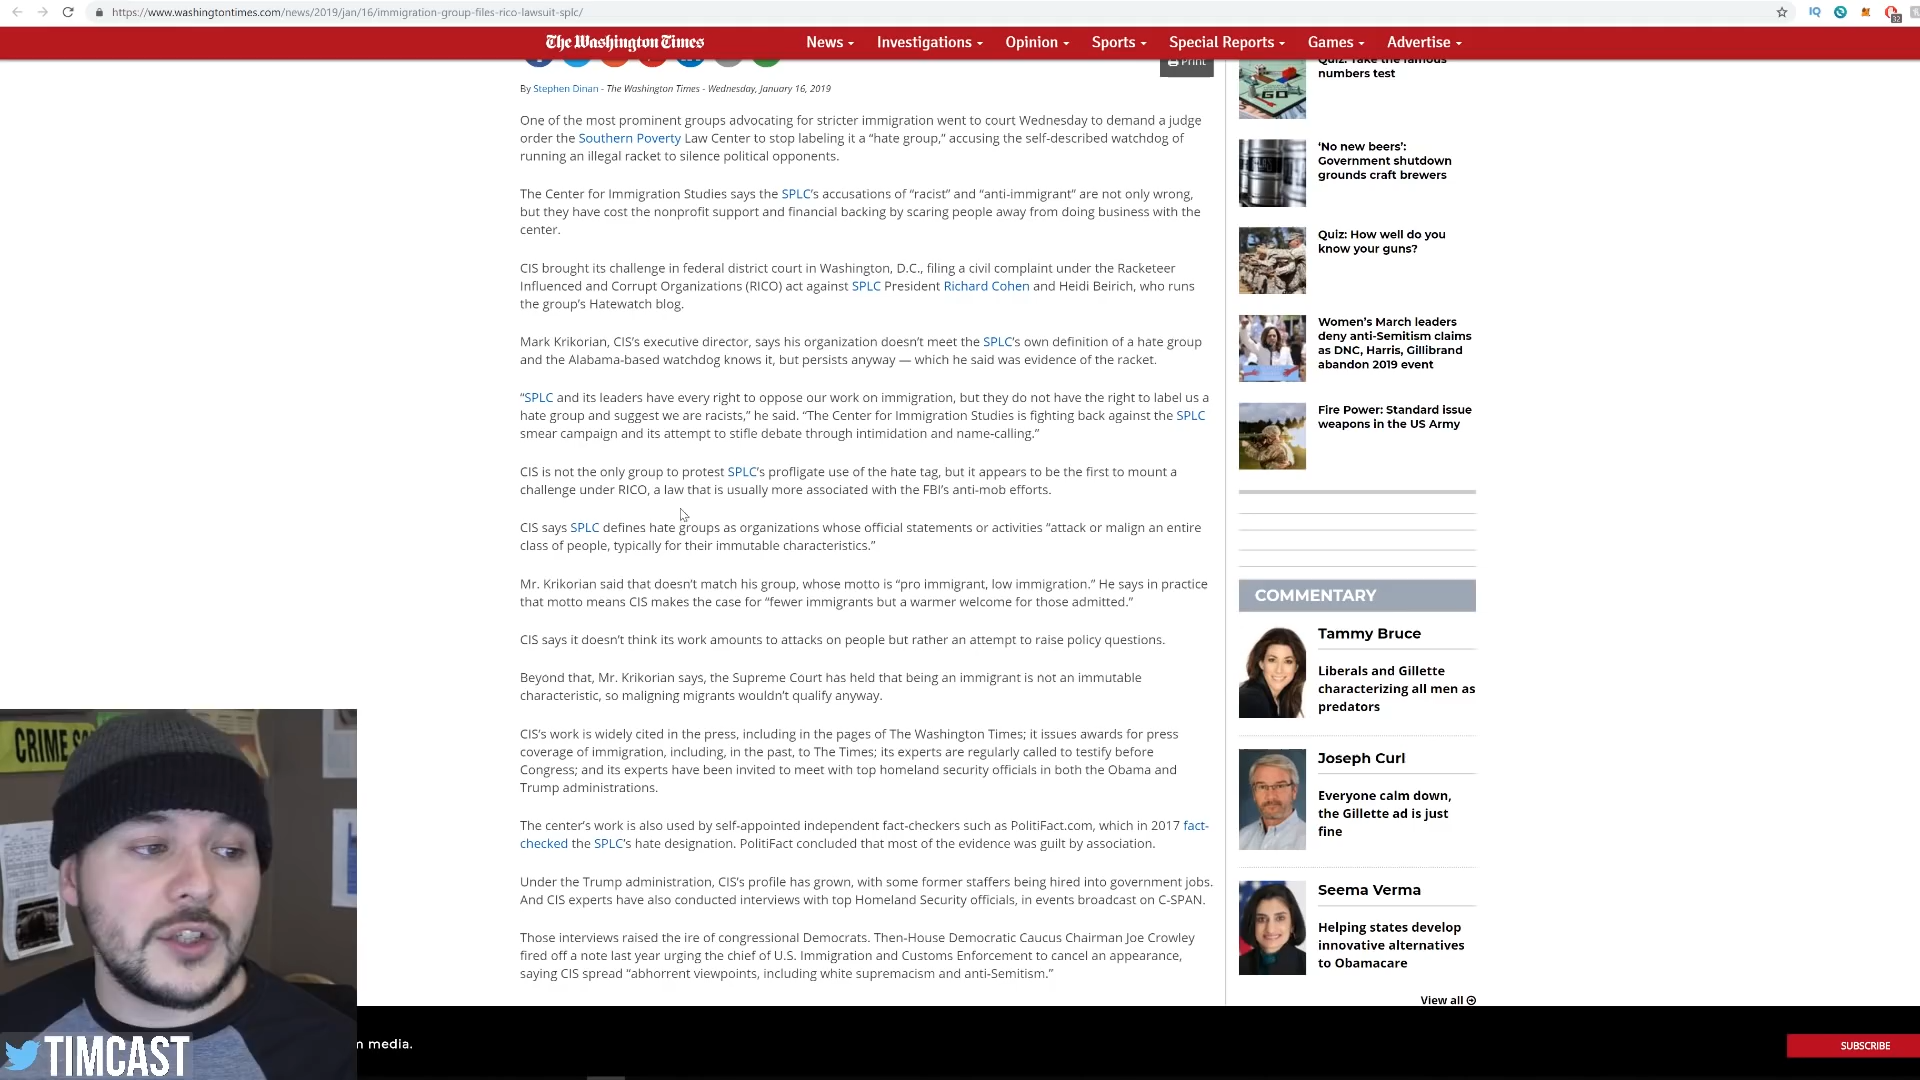 https://www.washingtontimes.com/news/2019/jan/16/immigration-group-files-rico-lawsuit-splc/
IQ
32
The Washington Times
News
Investigations
Opinion
Sports
Special Reports
Games
Advertise
Print
By Stephen Dinan - The Washington Times - Wednesday, January 16, 2019
One of the most prominent groups advocating for stricter immigration went to court Wednesday to demand a judge
order the Southern Poverty Law Center to stop labeling it a “hate group,” accusing the self-described watchdog of
running an illegal racket to silence political opponents.
The Center for Immigration Studies says the SPLC’s accusations of “racist” and “anti-immigrant” are not only wrong,
but they have cost the nonprofit support and financial backing by scaring people away from doing business with the
center.
CIS brought its challenge in federal district court in Washington, D.C., filing a civil complaint under the Racketeer
Influenced and Corrupt Organizations (RICO) act against SPLC President Richard Cohen and Heidi Beirich, who runs
the group’s Hatewatch blog.
Mark Krikorian, CIS’s executive director, says his organization doesn’t meet the SPLC’s own definition of a hate group
and the Alabama-based watchdog knows it, but persists anyway — which he said was evidence of the racket.
“SPLC and its leaders have every right to oppose our work on immigration, but they do not have the right to label us a
hate group and suggest we are racists,” he said. “The Center for Immigration Studies is fighting back against the SPLC
smear campaign and its attempt to stifle debate through intimidation and name-calling.”
CIS is not the only group to protest SPLC’s profligate use of the hate tag, but it appears to be the first to mount a
challenge under RICO, a law that is usually more associated with the FBI’s anti-mob efforts.
CIS says SPLC defines hate groups as organizations whose official statements or activities “attack or malign an entire
class of people, typically for their immutable characteristics.”
Mr. Krikorian said that doesn’t match his group, whose motto is “pro immigrant, low immigration.” He says in practice
that motto means CIS makes the case for “fewer immigrants but a warmer welcome for those admitted.”
CIS says it doesn’t think its work amounts to attacks on people but rather an attempt to raise policy questions.
Beyond that, Mr. Krikorian says, the Supreme Court has held that being an immigrant is not an immutable
characteristic, so maligning migrants wouldn’t qualify anyway.
CIS’s work is widely cited in the press, including in the pages of The Washington Times; it issues awards for press
coverage of immigration, including, in the past, to The Times; its experts are regularly called to testify before
Congress; and its experts have been invited to meet with top homeland security officials in both the Obama and
Trump administrations.
The center’s work is also used by self-appointed independent fact-checkers such as PolitiFact.com, which in 2017 fact-
checked the SPLC’s hate designation. PolitiFact concluded that most of the evidence was guilt by association.
Under the Trump administration, CIS’s profile has grown, with some former staffers being hired into government jobs.
And CIS experts have also conducted interviews with top Homeland Security officials, in events broadcast on C-SPAN.
Those interviews raised the ire of congressional Democrats. Then-House Democratic Caucus Chairman Joe Crowley
fired off a note last year urging the chief of U.S. Immigration and Customs Enforcement to cancel an appearance,
saying CIS spread “abhorrent viewpoints, including white supremacism and anti-Semitism.”
Quiz: Take the famous
numbers test
GO
‘No new beers’:
Government shutdown
grounds craft brewers
Quiz: How well do you
know your guns?
Women’s March leaders
deny anti-Semitism claims
as DNC, Harris, Gillibrand
abandon 2019 event
Fire Power: Standard issue
weapons in the US Army
COMMENTARY
Tammy Bruce
Liberals and Gillette
characterizing all men as
predators
Joseph Curl
Everyone calm down,
the Gillette ad is just
fine
Seema Verma
Helping states develop
innovative alternatives
to Obamacare
View all
CRIME
TIMCAST
media.
SUBSCRIBE